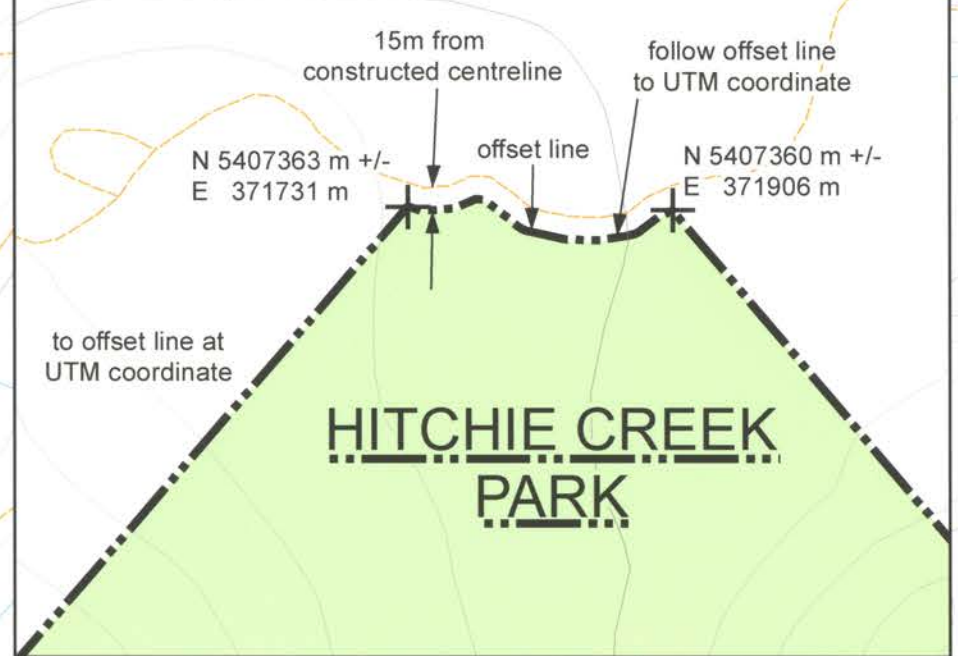 15m from
constructed centreline
follow offset line
to UTM coordinate
N 5407363 m +/-
E 371731 m
offset line
N 5407360 m +/-
E 371906 m
to offset line at
UTM coordinate
HITCHIE CREEK
PARK